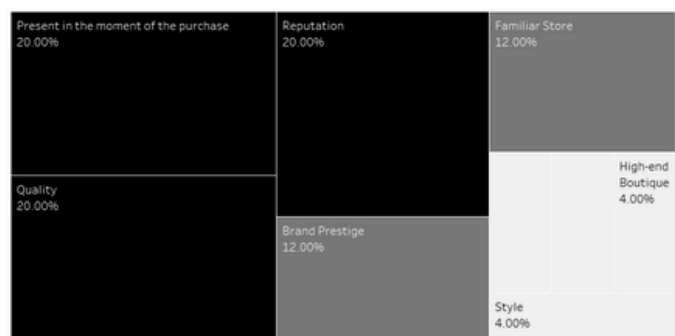 Present in the moment of the purchase
20.00%
Reputation
20.00%
Familiar Store
12.00%
High-end
Boutique
4.00%
Quality
20.00%
Brand Prestige
12.00%
Style
4.00%